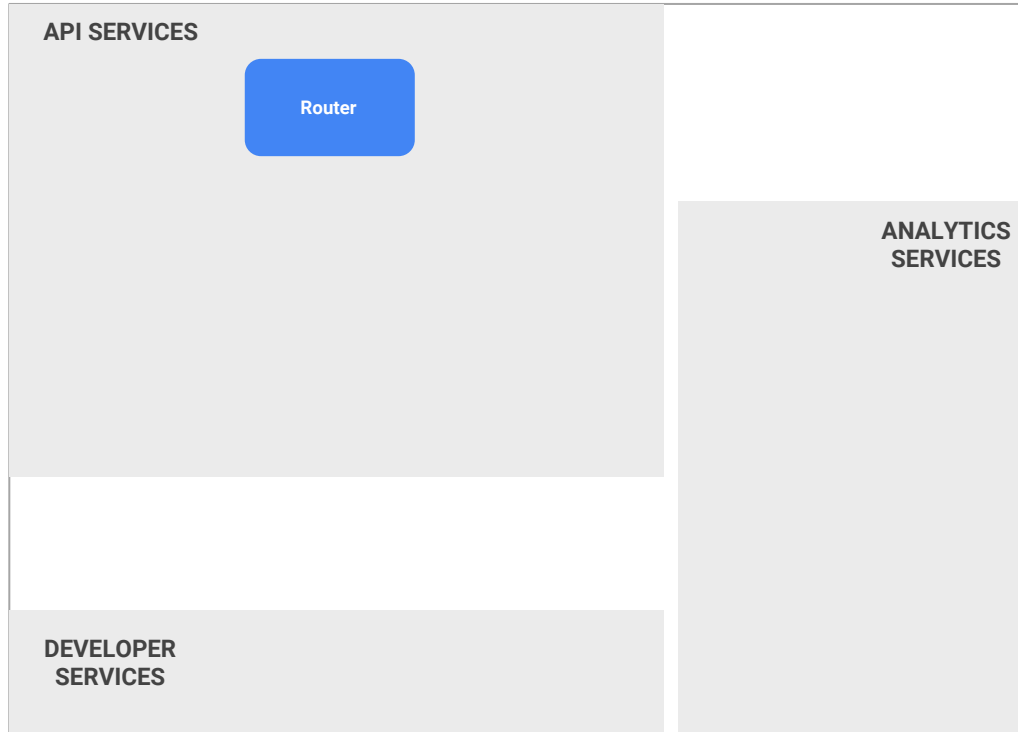 API SERVICES
Router
ANALYTICS
SERVICES
DEVELOPER
SERVICES